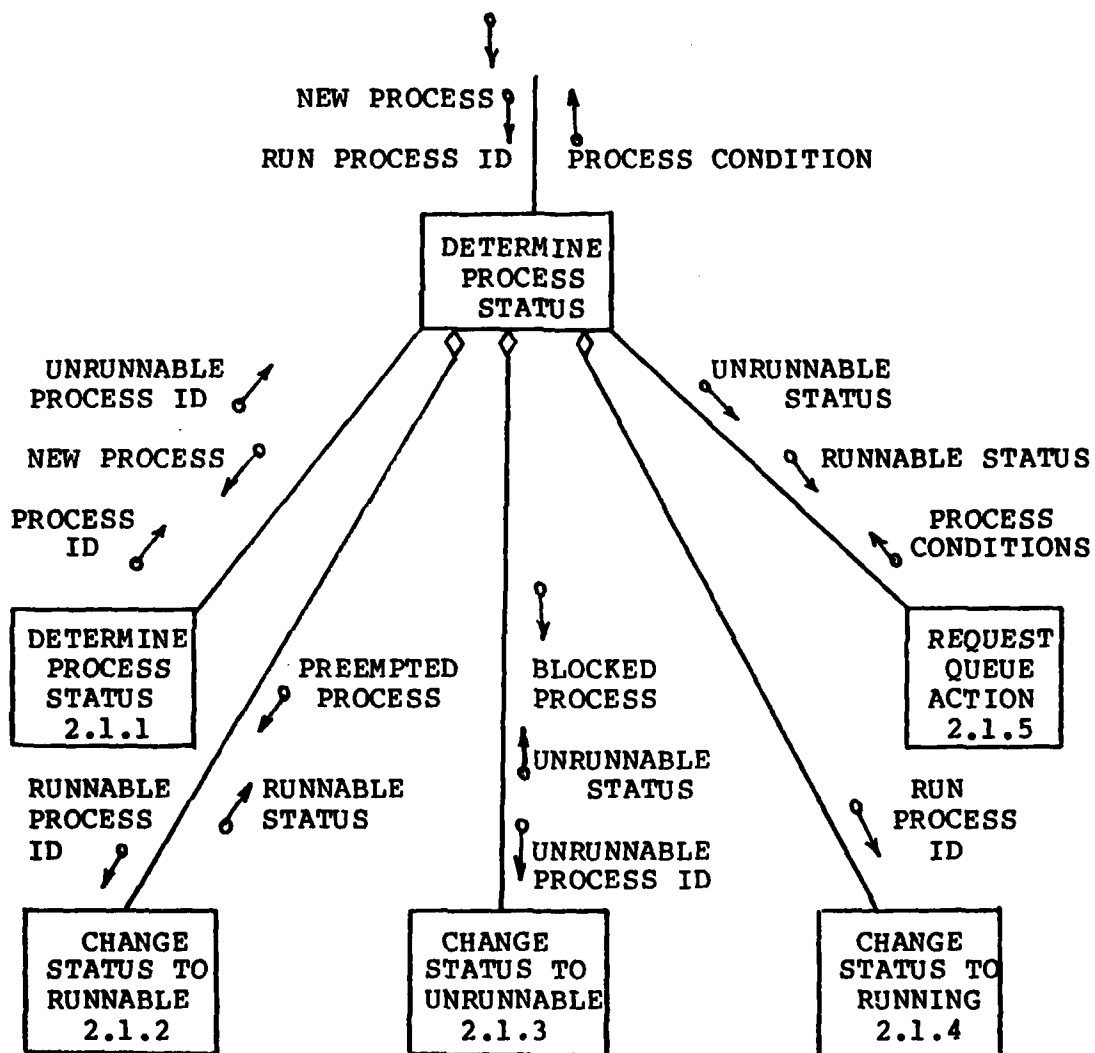 NEW PROCESS
RUN PROCESS ID
PROCESS CONDITION
DETERMINE
PROCESS
STATUS
UNRUNNABLE
PROCESS ID
NEW PROCESS
PROCESS
ID
UNRUNNABLE
STATUS
RUNNABLE STATUS
PROCESS
CONDITIONS
DETERMINE
PROCESS
STATUS
2.1.1
PREEMPTED
PROCESS
BLOCKED
PROCESS
REQUEST
QUEUE
ACTION
2.1.5
RUNNABLE
PROCESS
ID
RUNNABLE
STATUS
UNRUNNABLE
STATUS
UNRUNNABLE
PROCESS ID
RUN
PROCESS
ID
CHANGE
STATUS TO
RUNNABLE
2.1.2
CHANGE
STATUS TO
UNRUNNABLE
2.1.3
CHANGE
STATUS TO
RUNNING
2.1.4